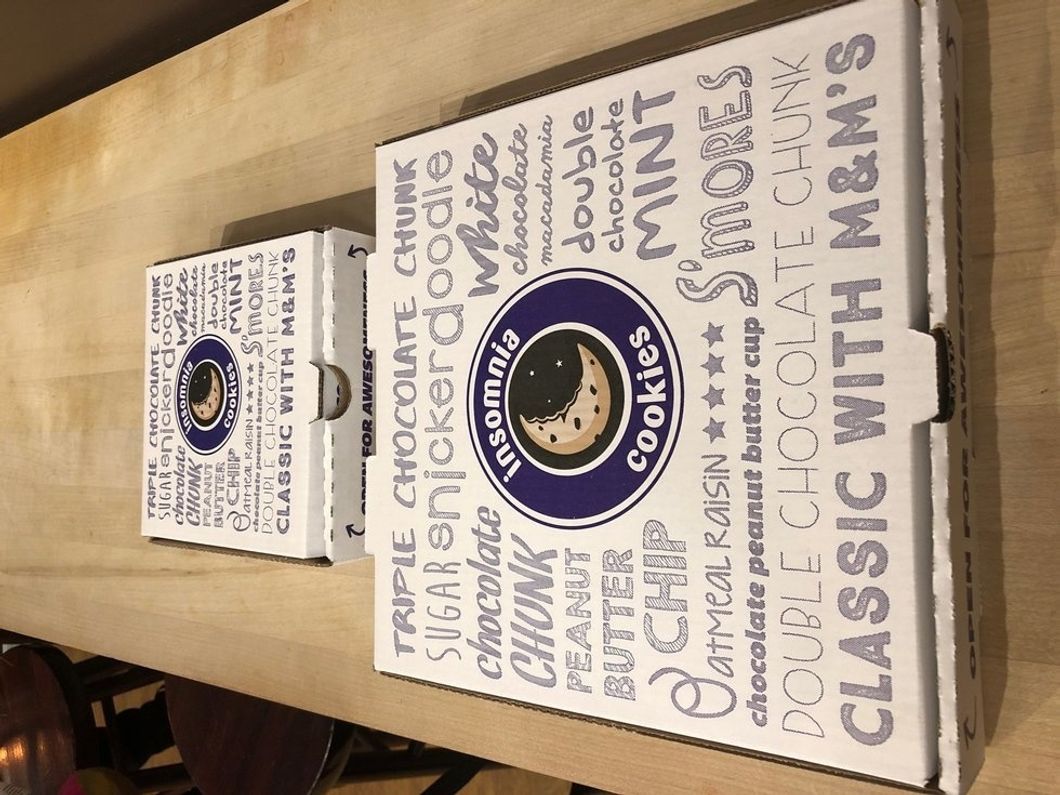 TRIPLE CHOCOLATE CHUNK
SUGAR snickerdoodle
chocolate
CHUNK
PEANUT
BUTTER
CHIP
insomnia
cookies
white
chocolate
macadamia
double
chocolate
MINT
Oatmeal Raisin ★★★★ S'MORES
chocolate peanut butter cup
DOUBLE CHOCOLATE CHUNK
CLASSIC WITH M&M'S
OPEN FOR AWESOMENESS
TRIPLE CHOCOLATE CHUNK
SUGAR snickerdoodle
chocolate
CHUNK
PEANUT
BUTTER
CHIP
insomnia
cookies
white
chocolate
macadamia
double
chocolate
MINT
Oatmeal Raisin ★★★★ S'MORES
chocolate peanut butter cup
DOUBLE CHOCOLATE CHUNK
CLASSIC WITH M&M'S
OPEN FOR AWESOMENESS